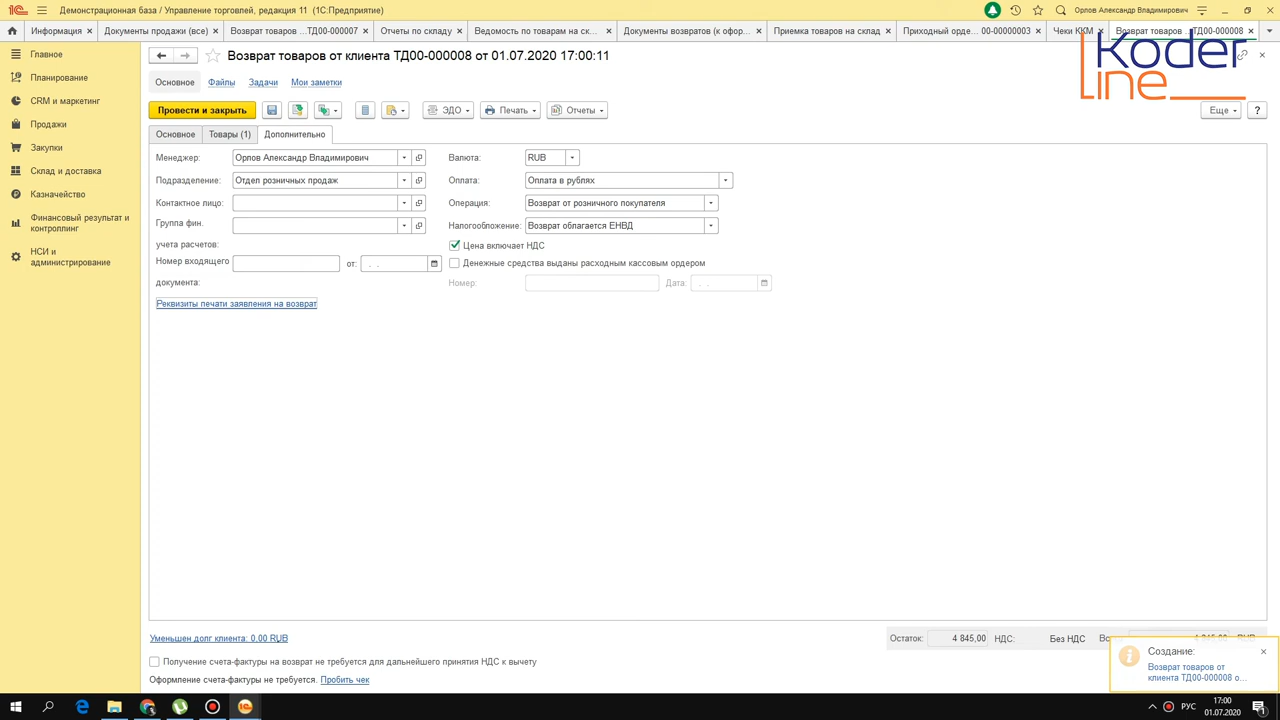 Демонстрационная база / Управление торговлей, редакция 11 (1С:Предприятие)
Орлов Александр Владимирович
Информация
Документы продажи (все)
Возврат товаров ...ТД00-000007
Отчеты по складу
Ведомость по товарам на ск...
Документы возвратов (к офор...
Приемка товаров на склад
Приходный орде... 00-00000003
Чеки ККМ
Возврат товаров ...ТД00-000008
Koder
line
Главное
Планирование
CRM и маркетинг
Продажи
Закупки
Склад и доставка
Казначейство
Финансовый результат и
контроллинг
НСИ и
администрирование
Возврат товаров от клиента ТД00-000008 от 01.07.2020 17:00:11
Основное Файлы Задачи Мои заметки
Провести и закрыть ЭДО Печать Отчеты Еще ?
Основное Товары (1) Дополнительно
Менеджер: Орлов Александр Владимирович Валюта: RUB
Подразделение: Отдел розничных продаж Оплата: Оплата в рублях
Контактное лицо: Операция: Возврат от розничного покупателя
Группа фин. Налогообложение: Возврат облагается ЕНВД
учета расчетов: Цена включает НДС
Номер входящего от: Денежные средства выданы расходным кассовым ордером
документа: Номер: Дата:
Реквизиты печати заявления на возврат
Уменьшен долг клиента: 0.00 RUB Остаток: 4 845,00 НДС: Без НДС
Получение счета-фактуры на возврат не требуется для дальнейшего принятия НДС к вычету
Оформление счета-фактуры не требуется. Пробить чек
Создание:
Возврат товаров от
клиента ТД00-000008 о...
РУС
17:00
01.07.2020
1